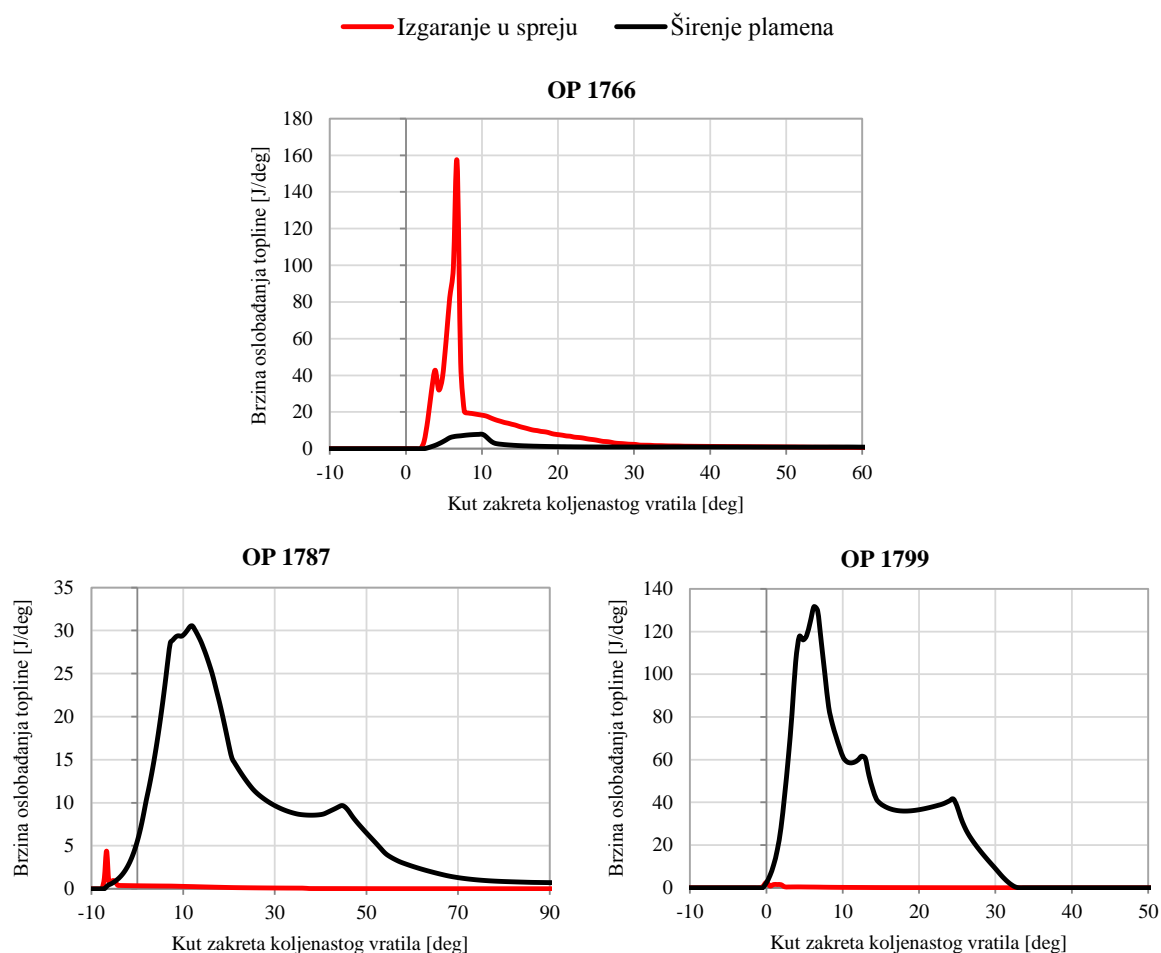 Izgaranje u spreju Širenje plamena
OP 1766
Brzina oslobađanja topline [J/deg]
180
160
140
120
100
80
60
40
20
0
-10 0 10 20 30 40 50 60
Kut zakreta koljenastog vratila [deg]
OP 1787
Brzina oslobađanja topline [J/deg]
35
30
25
20
15
10
5
0
-10 10 30 50 70 90
Kut zakreta koljenastog vratila [deg]
OP 1799
Brzina oslobađanja topline [J/deg]
140
120
100
80
60
40
20
0
-10 0 10 20 30 40 50
Kut zakreta koljenastog vratila [deg]